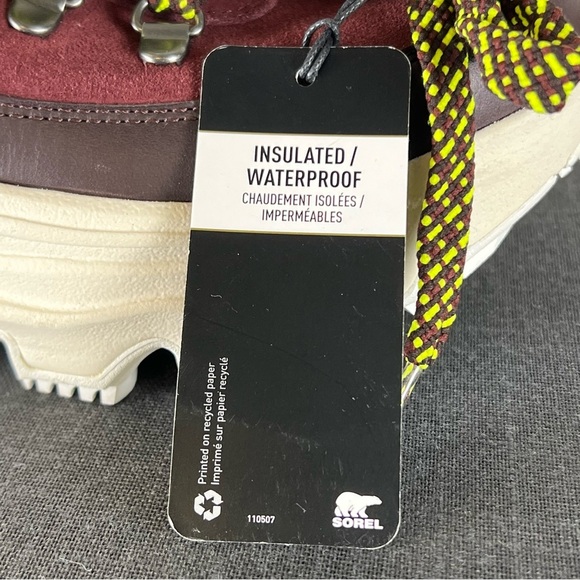 INSULATED /
WATERPROOF
CHAUDEMENT ISOLÉES /
IMPERMÉABLES
Printed on recycled paper
Imprimé sur papier recyclé
110507
SOREL